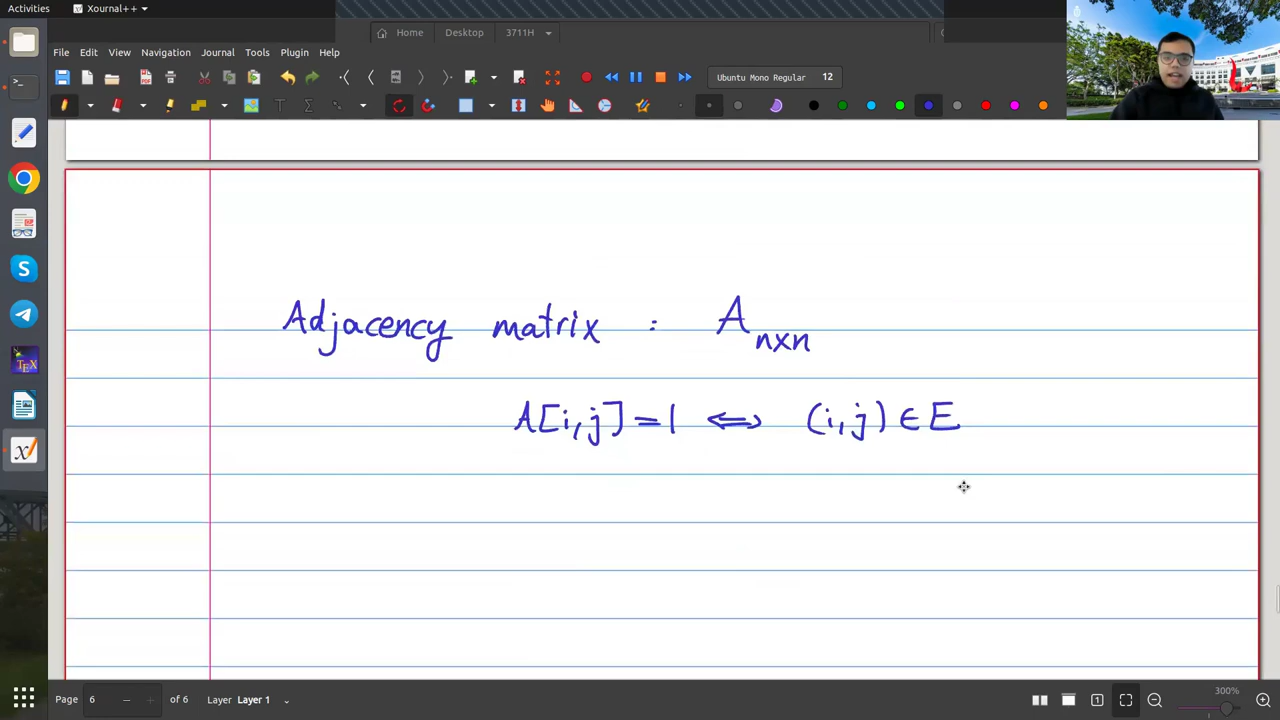 Activities
Xournal++
Home
Desktop
3711H
File Edit View Navigation Journal Tools Plugin Help
Ubuntu Mono Regular 12
Adjacency matrix : A n×n
A[i,j]=1 ⟺ (i,j)∈E
Page 6 of 6 Layer Layer 1
300%